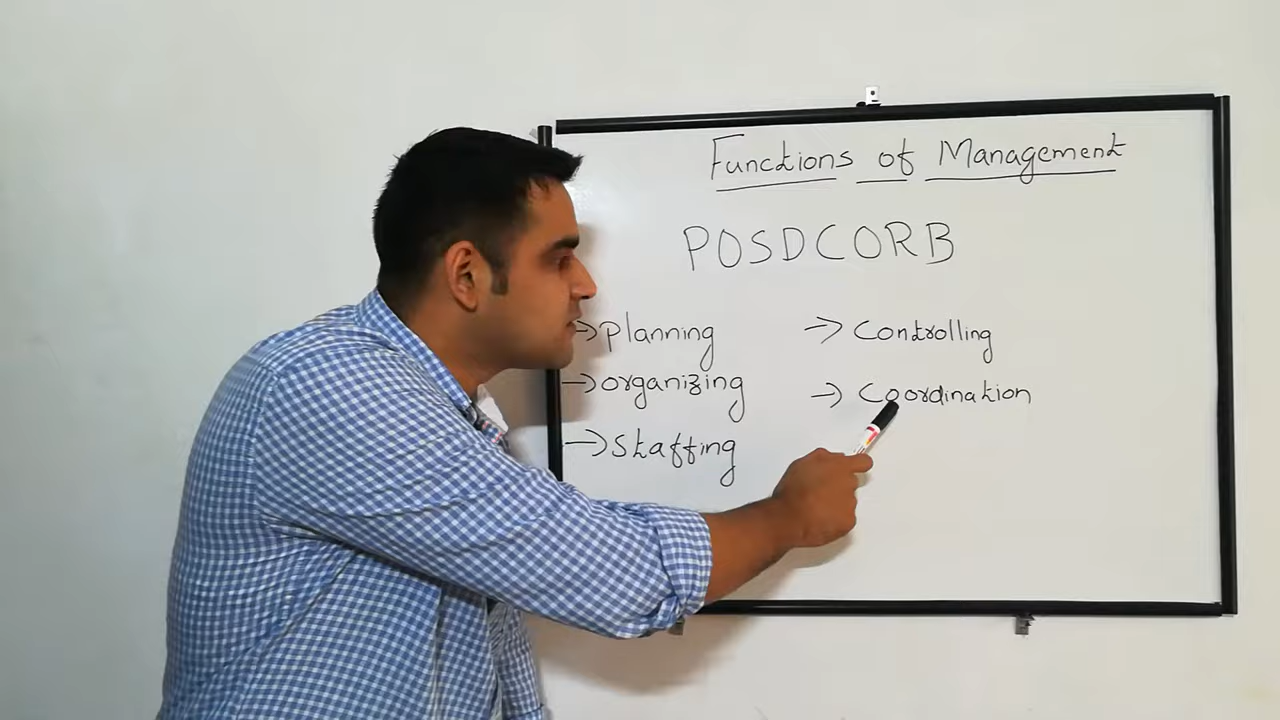 Functions of Management
POSDCORB
→ Planning
→ organizing
→ Staffing
→ Controlling
→ Coordination